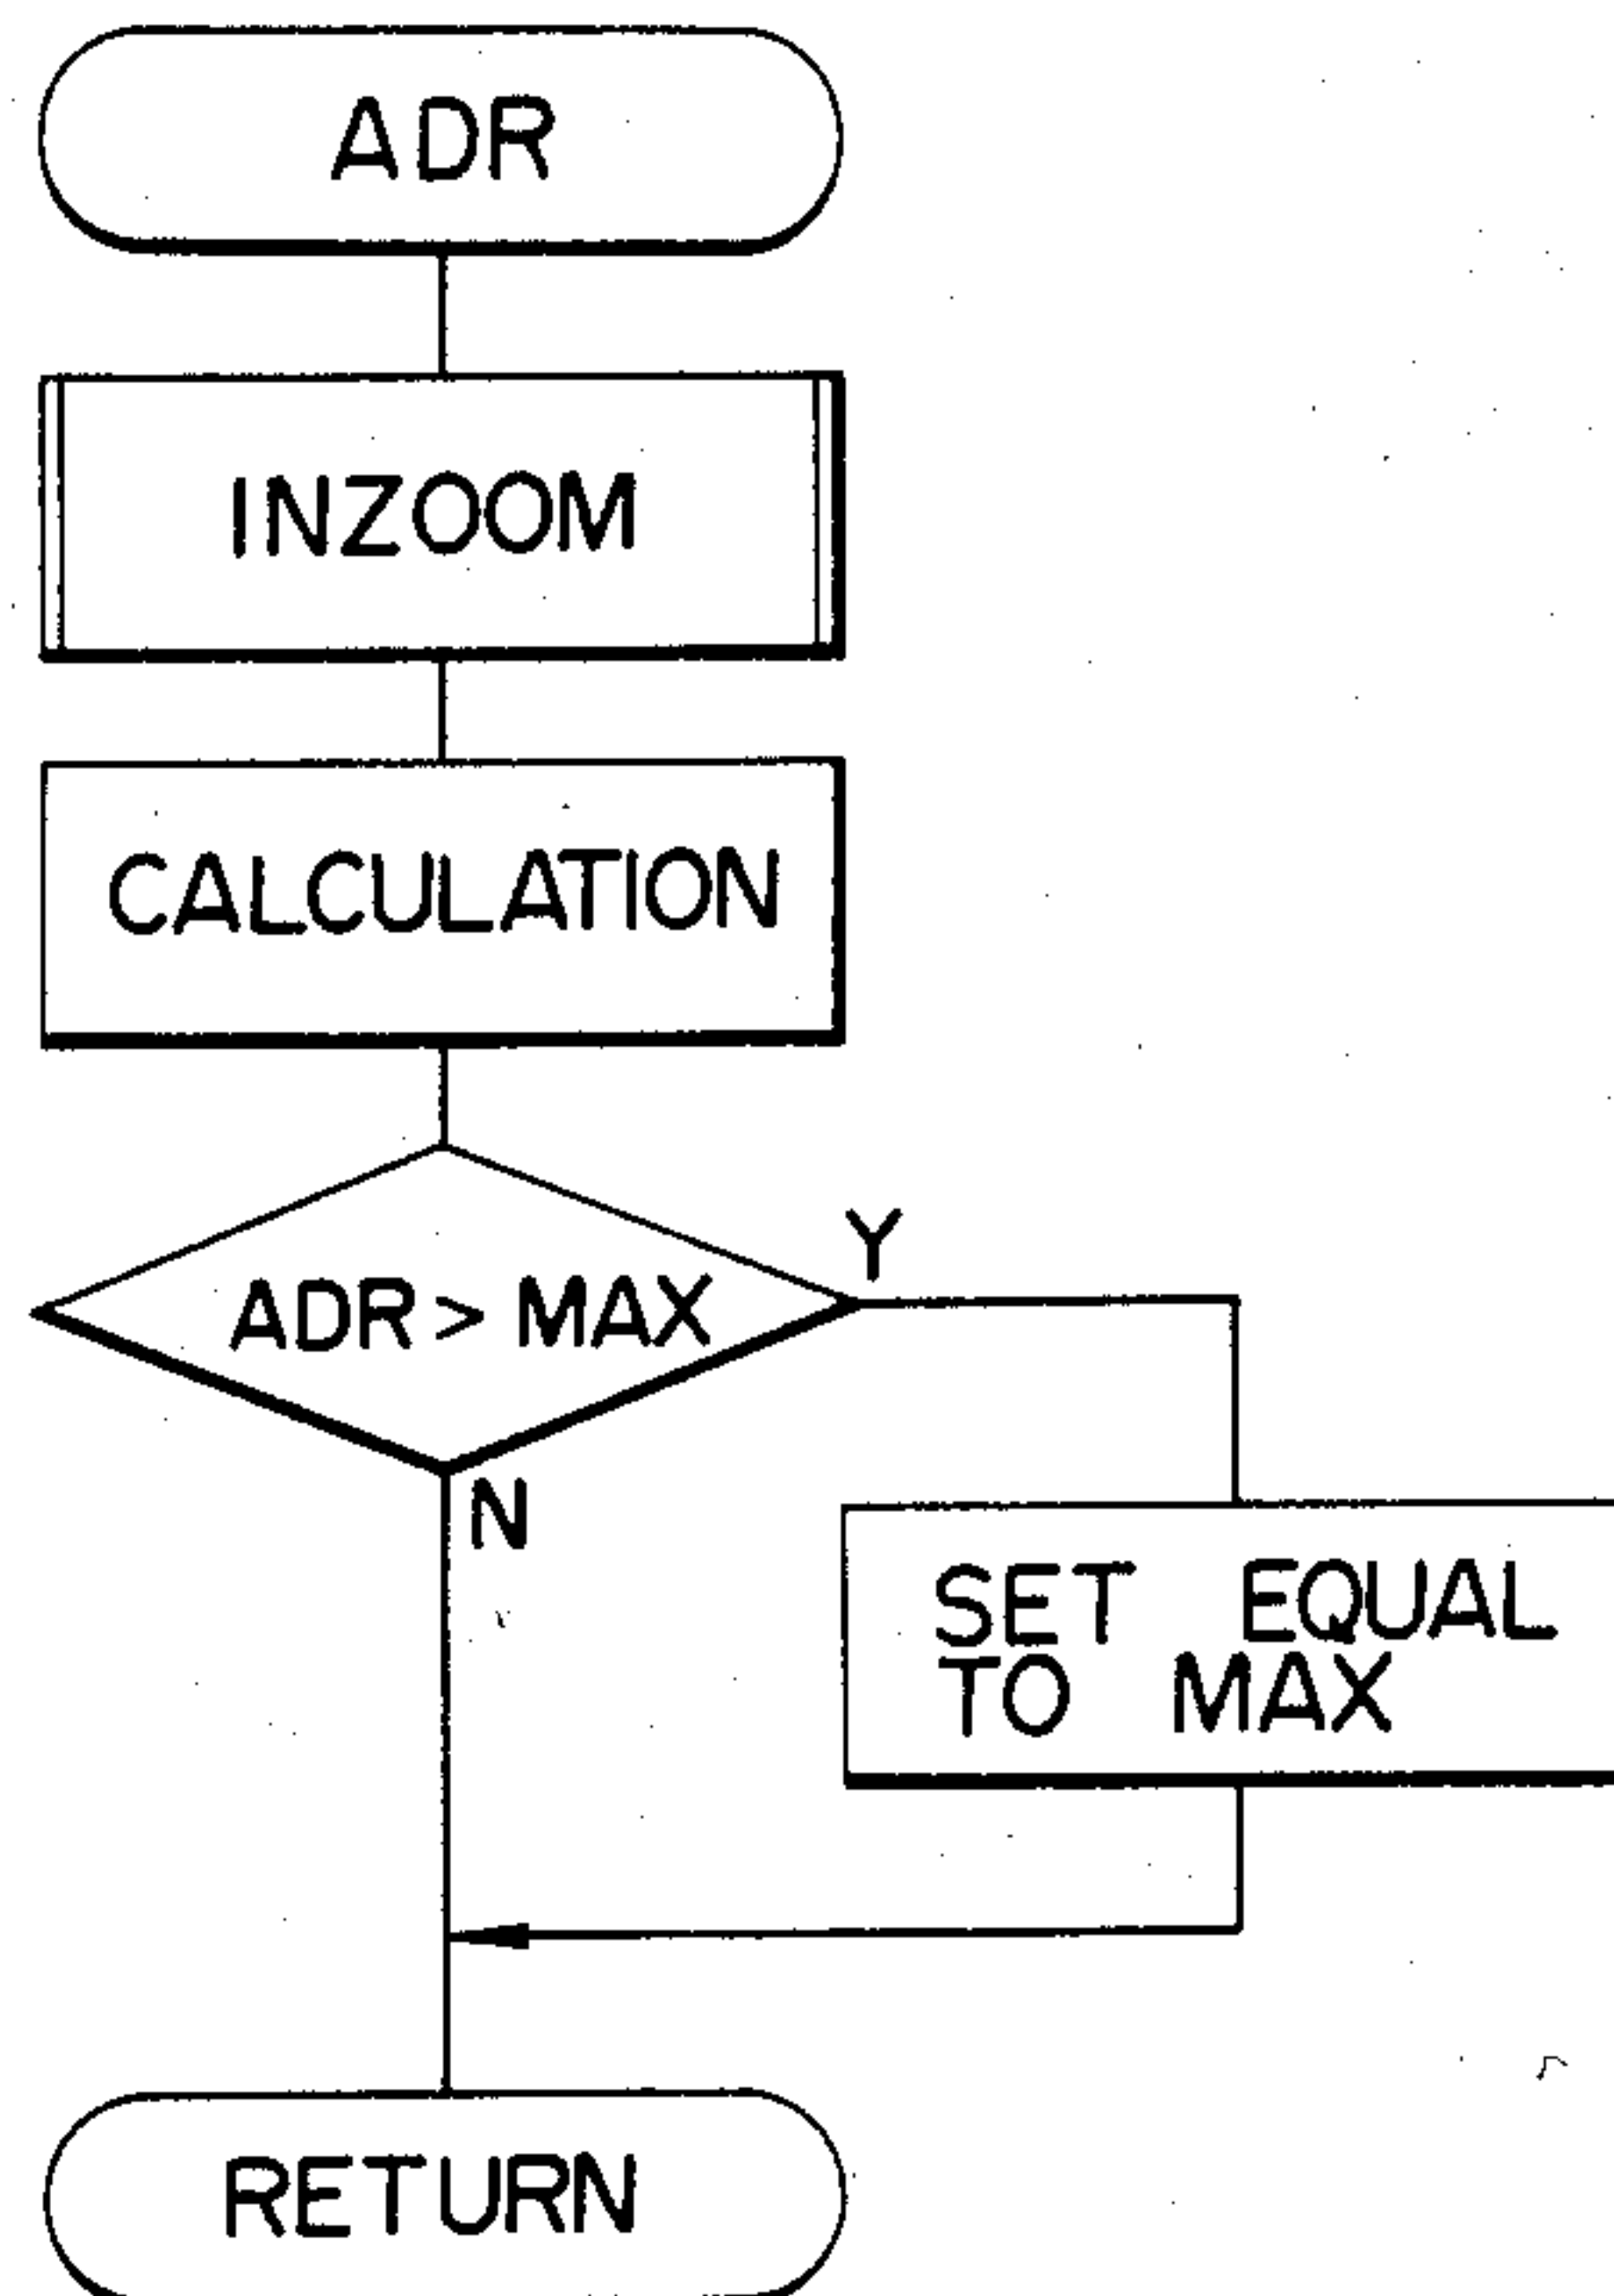 ADR
INZOOM
CALCULATION
Y
ADR > MAX
N
SET EQUAL
TO MAX
RETURN